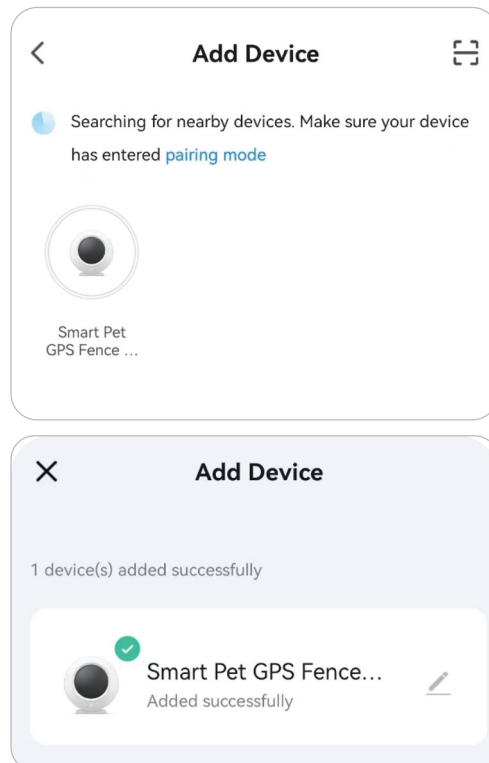 Add Device
Searching for nearby devices. Make sure your device
has entered pairing mode
Smart Pet
GPS Fence ...
Add Device
1 device(s) added successfully
Smart Pet GPS Fence...
Added successfully